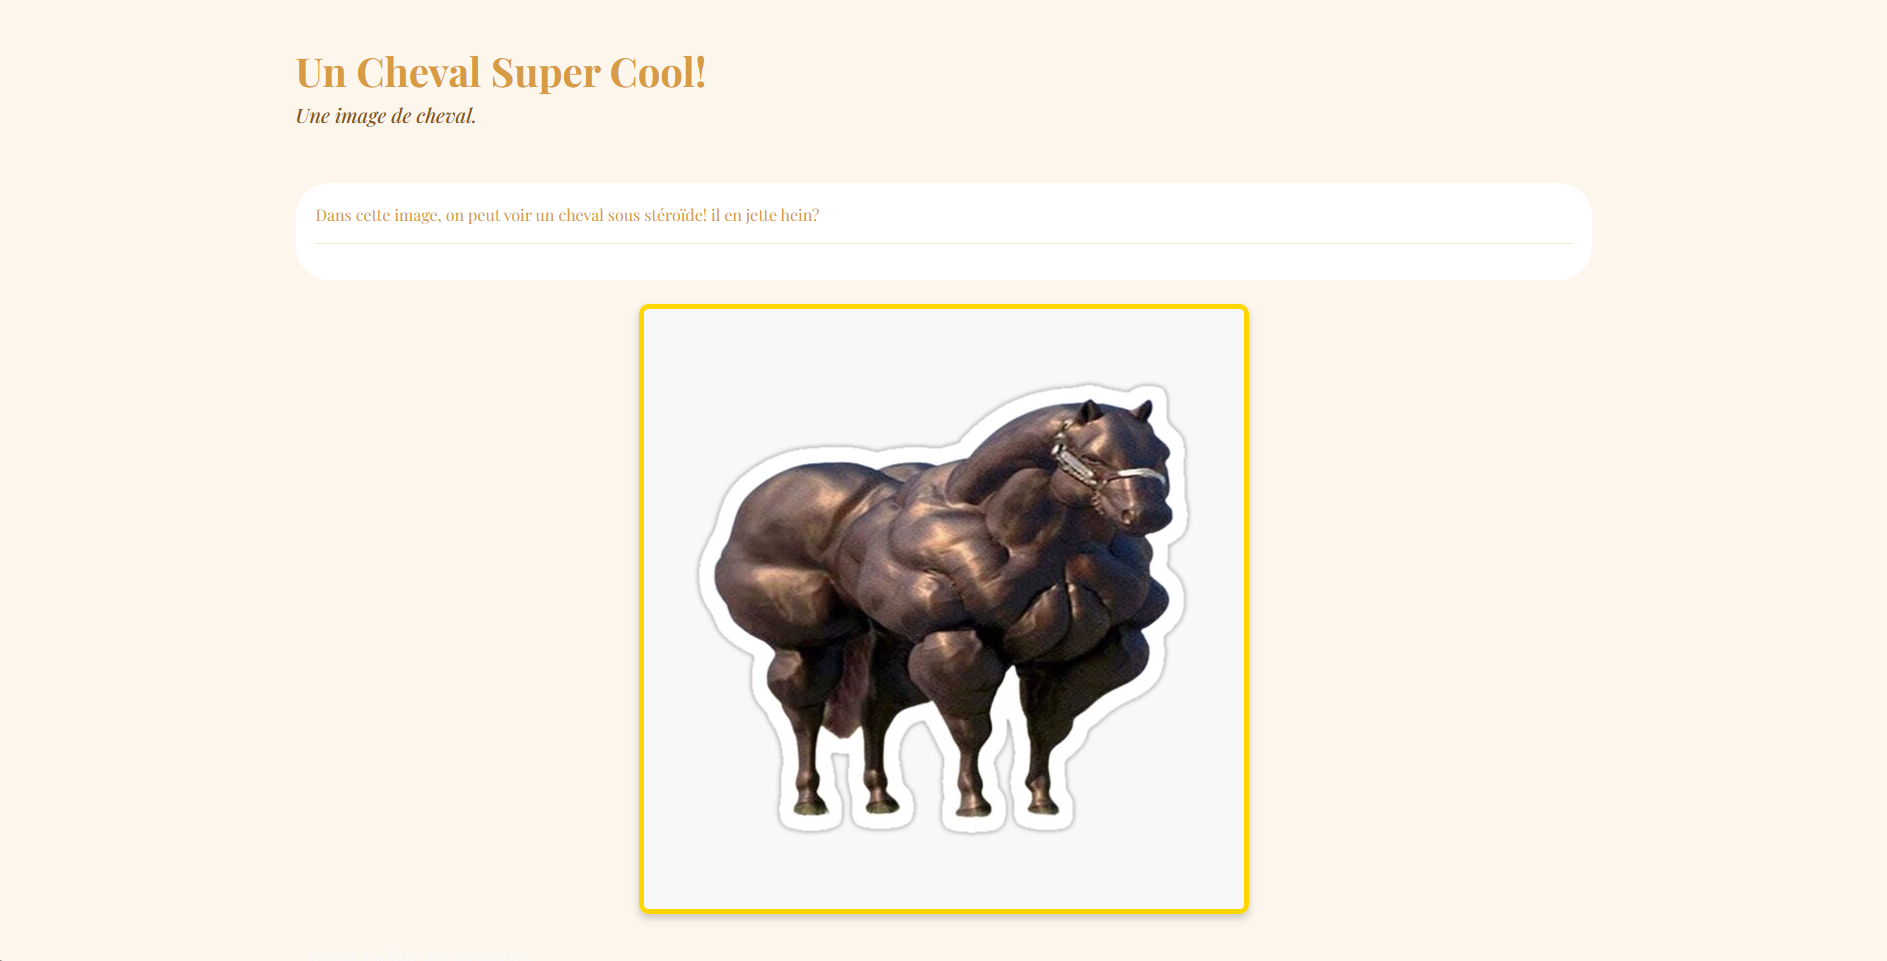 Un Cheval Super Cool!
Une image de cheval.
Dans cette image, on peut voir un cheval sous stéroïde! il en jette hein?